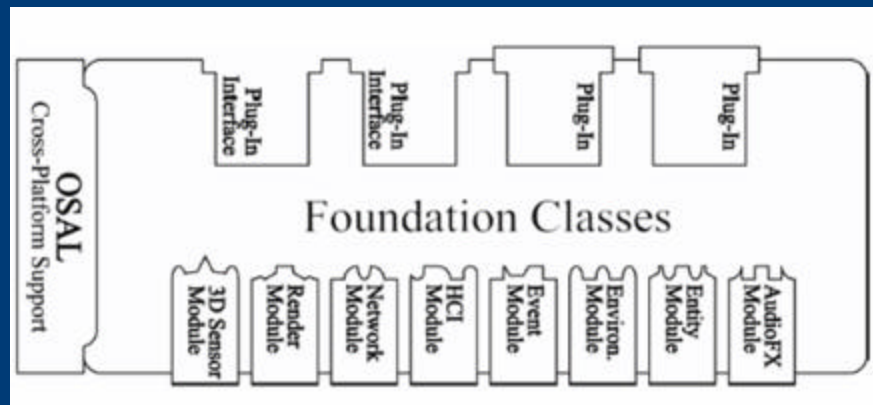 OSAL
Cross-Platform Support
Plug-In
Interface
Plug-In
Interface
Plug-In
Plug-In
Foundation Classes
3D Sensor
Module
Render
Module
Network
Module
HCI
Module
Event
Module
Environ.
Module
Entity
Module
AudioFX
Module